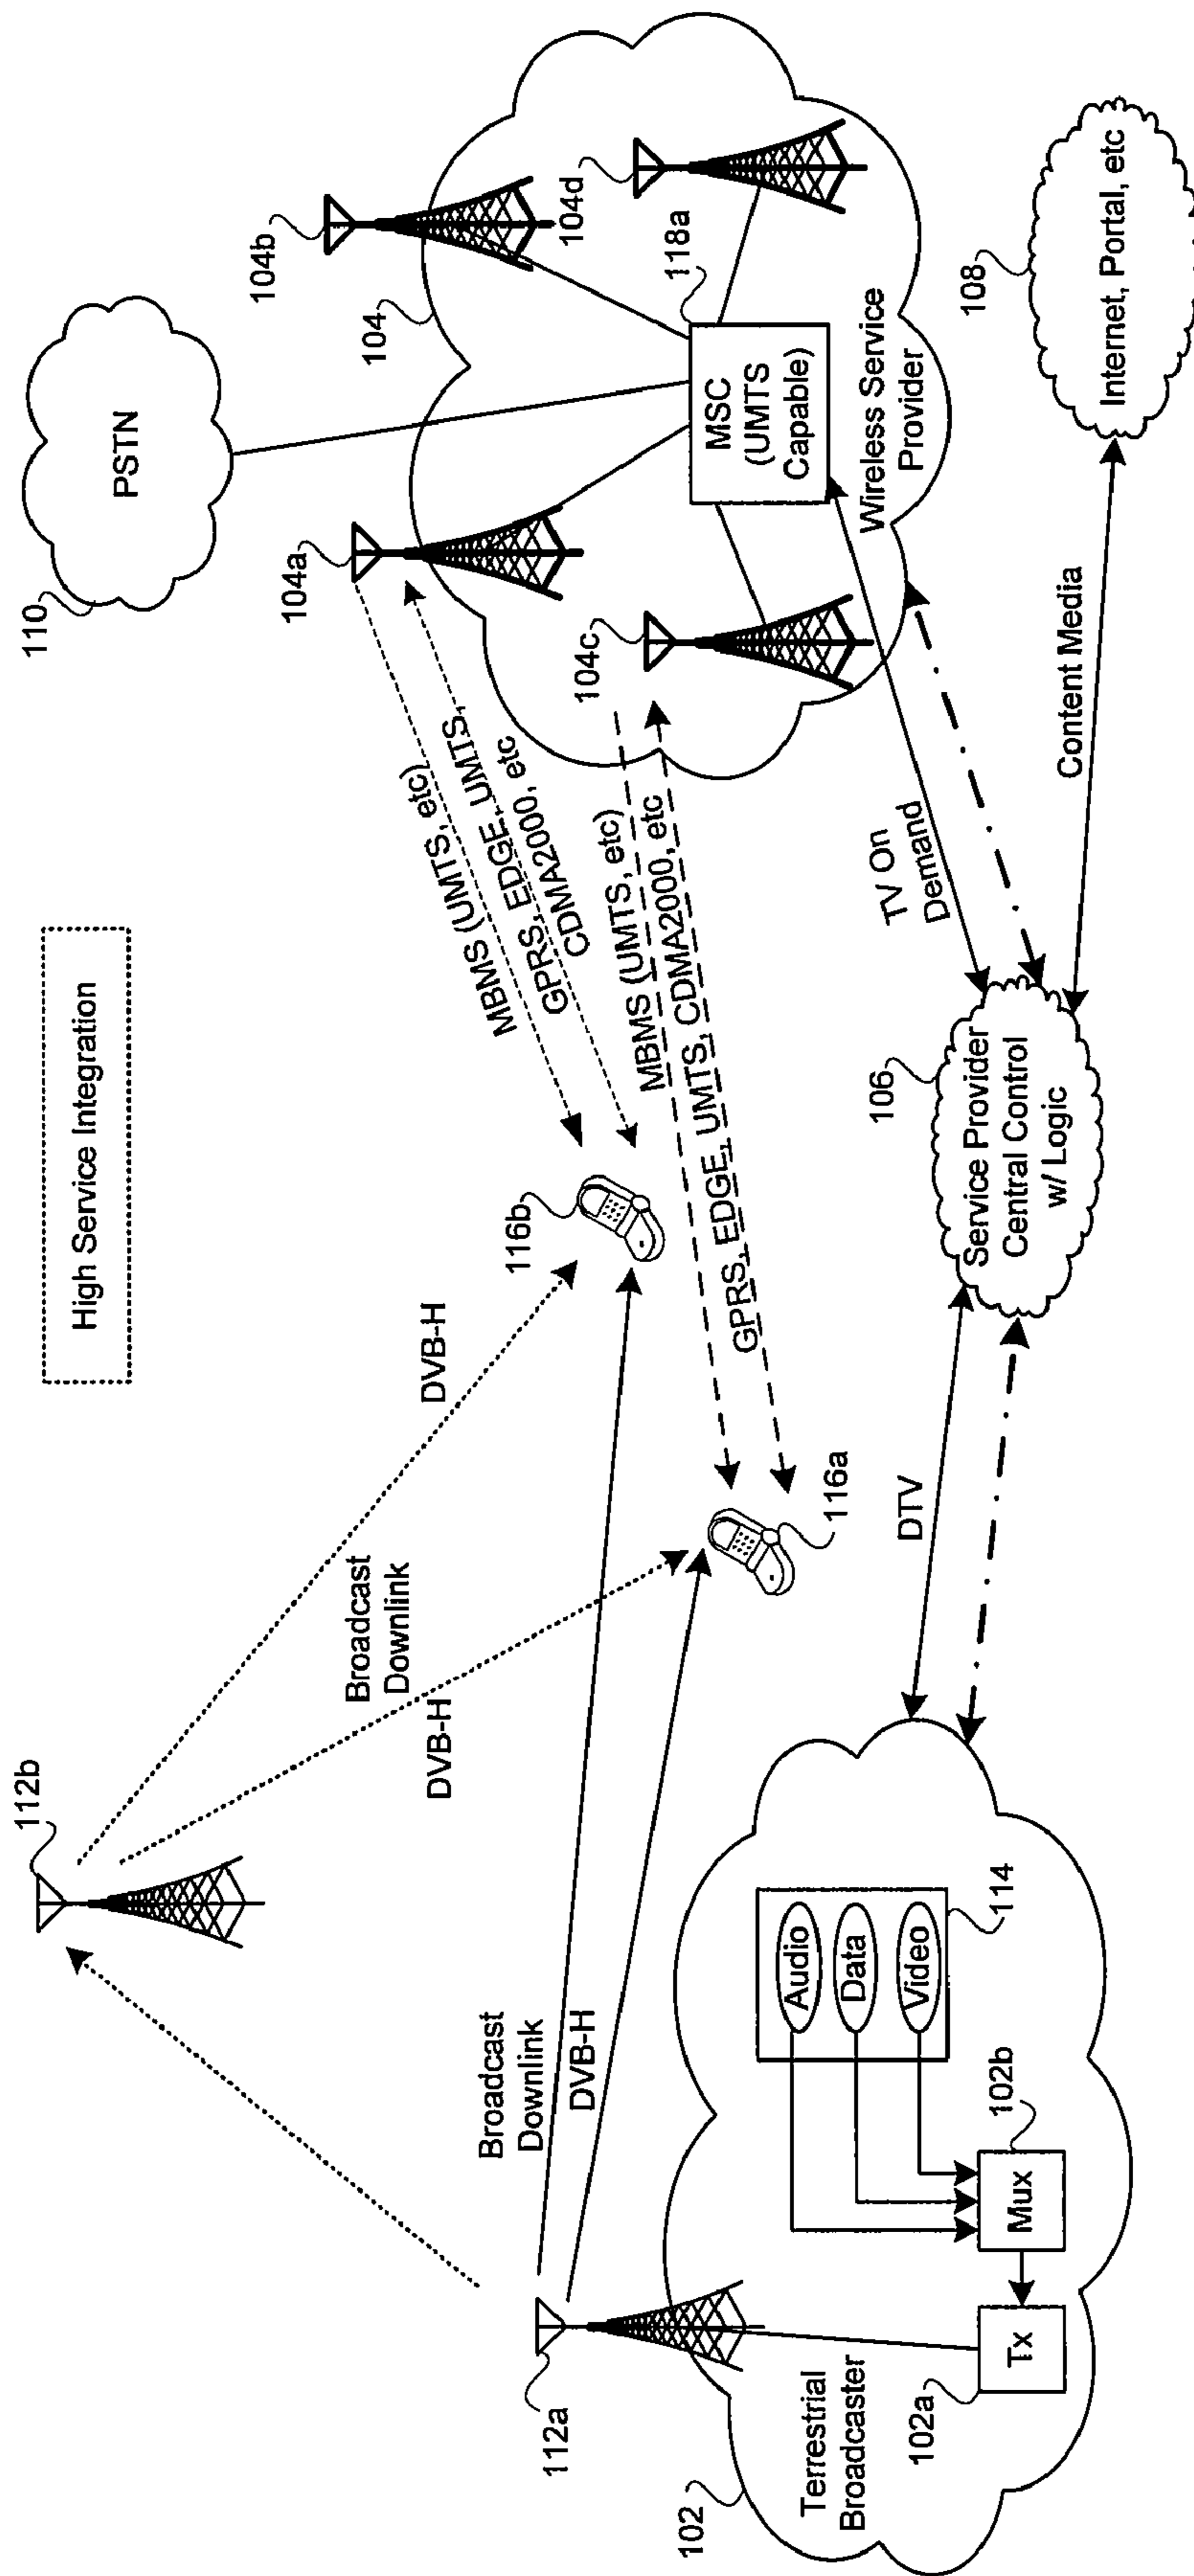 High Service Integration
112b
110
PSTN
104b
104a
104
104d
104c
118a
MSC
(UMTS
Capable)
Wireless Service
Provider
MBMS (UMTS, etc)
GPRS, EDGE, UMTS,
CDMA2000, etc
MBMS (UMTS, etc)
GPRS, EDGE, UMTS, CDMA2000, etc
116b
116a
DVB-H
Broadcast
Downlink
DVB-H
Broadcast
Downlink
DVB-H
112a
102
Terrestrial
Broadcaster
102a
Tx
Mux
102b
Audio
Data
Video
114
DTV
106
Service Provider
Central Control
w/ Logic
TV On
Demand
Content Media
108
Internet, Portal, etc